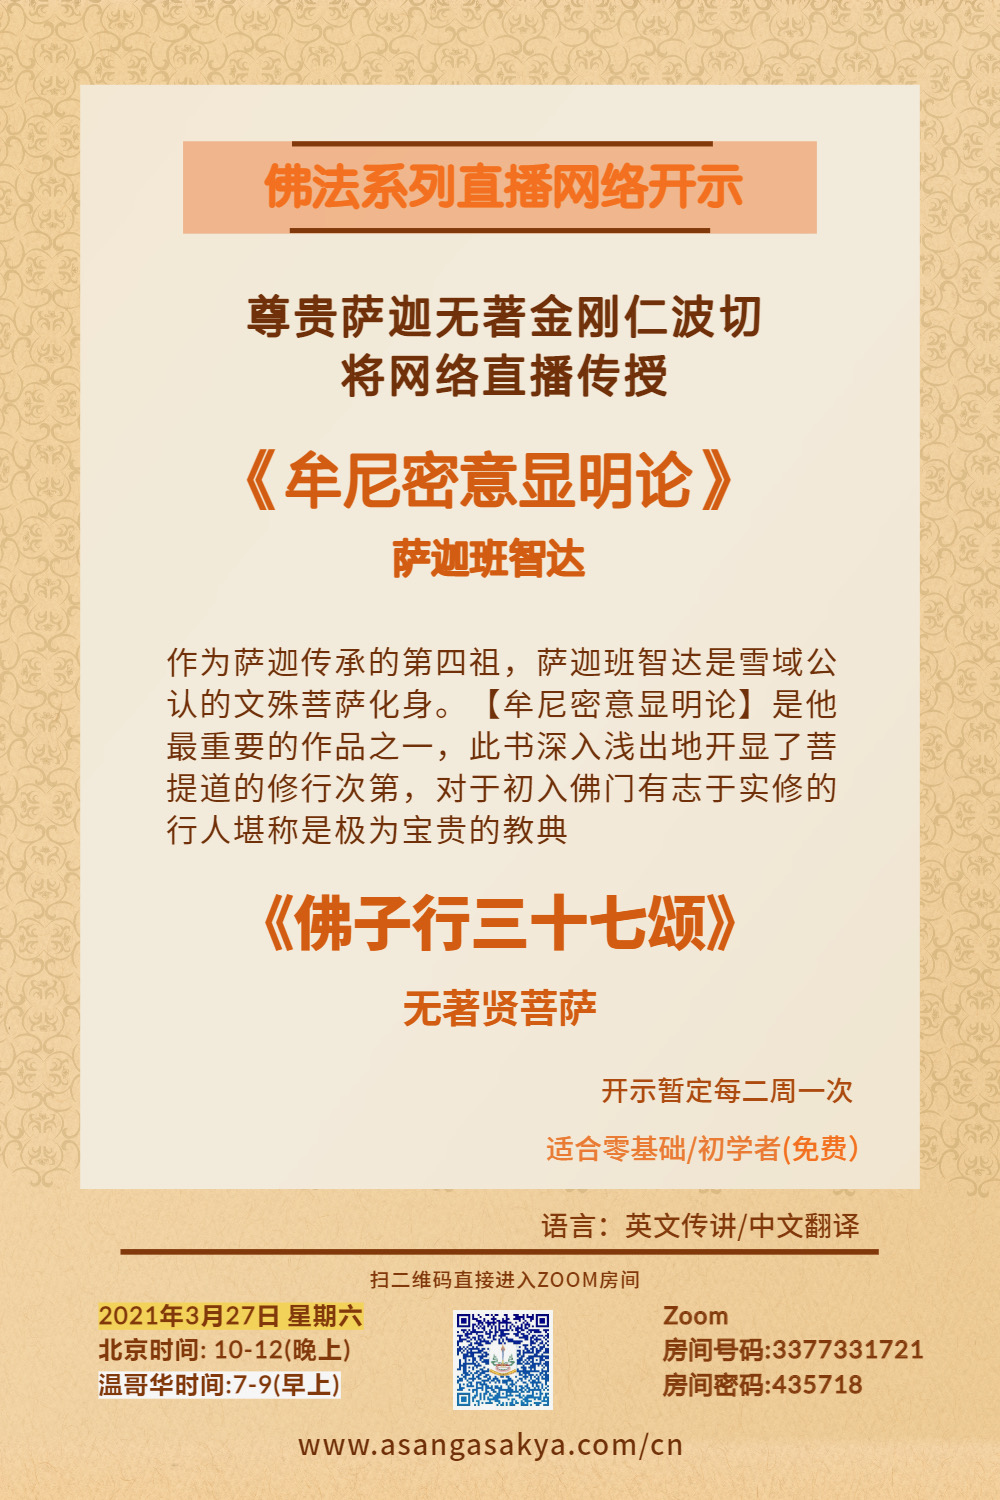 佛法系列直播网络开示
尊贵萨迦无著金刚仁波切
将网络直播传授
《牟尼密意显明论》
萨迦班智达
作为萨迦传承的第四祖，萨迦班智达是雪域公
认的文殊菩萨化身。【牟尼密意显明论】是他
最重要的作品之一，此书深入浅出地开显了菩
提道的修行次第，对于初入佛门有志于实修的
行人堪称是极为宝贵的教典
《佛子行三十七颂》
无著贤菩萨
开示暂定每二周一次
适合零基础/初学者(免费）
语言：英文传讲/中文翻译
扫二维码直接进入ZOOM房间
2021年3月27日 星期六
北京时间: 10-12(晚上)
温哥华时间:7-9(早上)
Zoom
房间号码:3377331721
房间密码:435718
www.asangasakya.com/cn